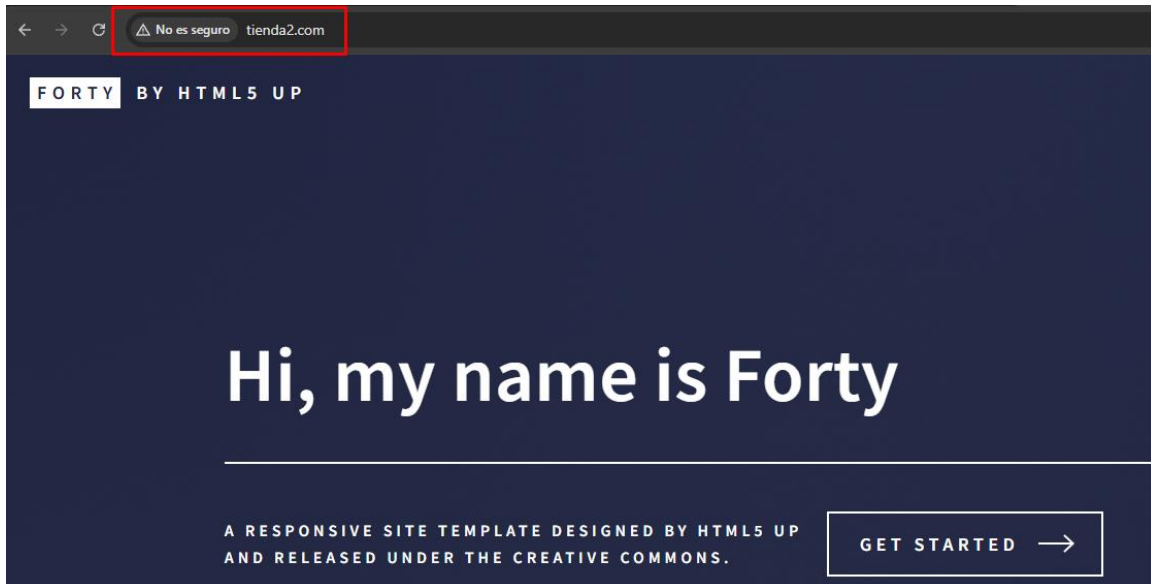 No es seguro tienda2.com
FORTY BY HTML5 UP
Hi, my name is Forty
A RESPONSIVE SITE TEMPLATE DESIGNED BY HTML5 UP
AND RELEASED UNDER THE CREATIVE COMMONS.
GET STARTED